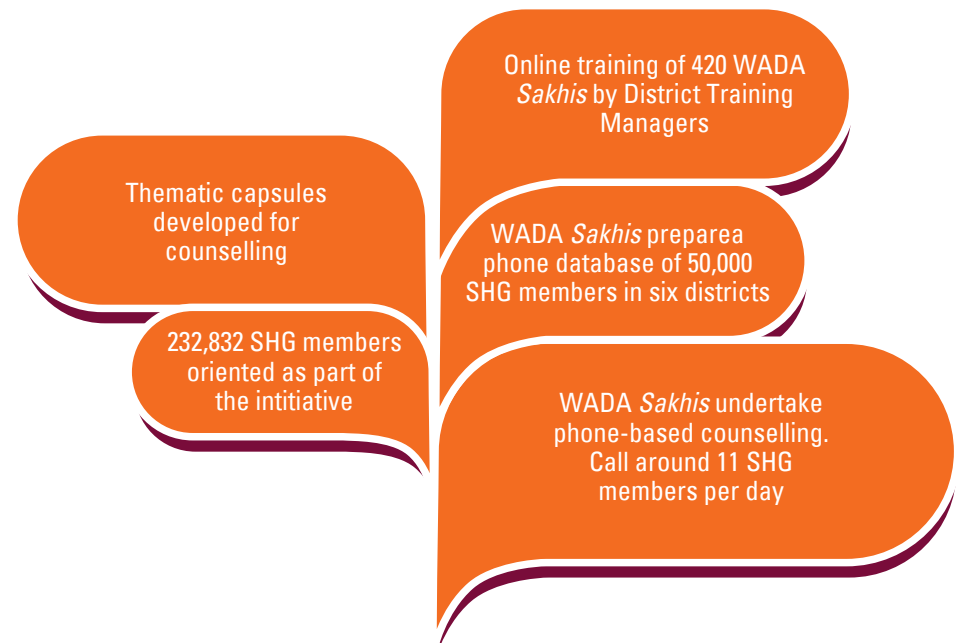 Online training of 420 WADA
Sakhis by District Training
Managers
Thematic capsules
developed for
counselling
WADA Sakhis preparea
phone database of 50,000
SHG members in six districts
232,832 SHG members
oriented as part of
the intitiative
WADA Sakhis undertake
phone-based counselling.
Call around 11 SHG
members per day